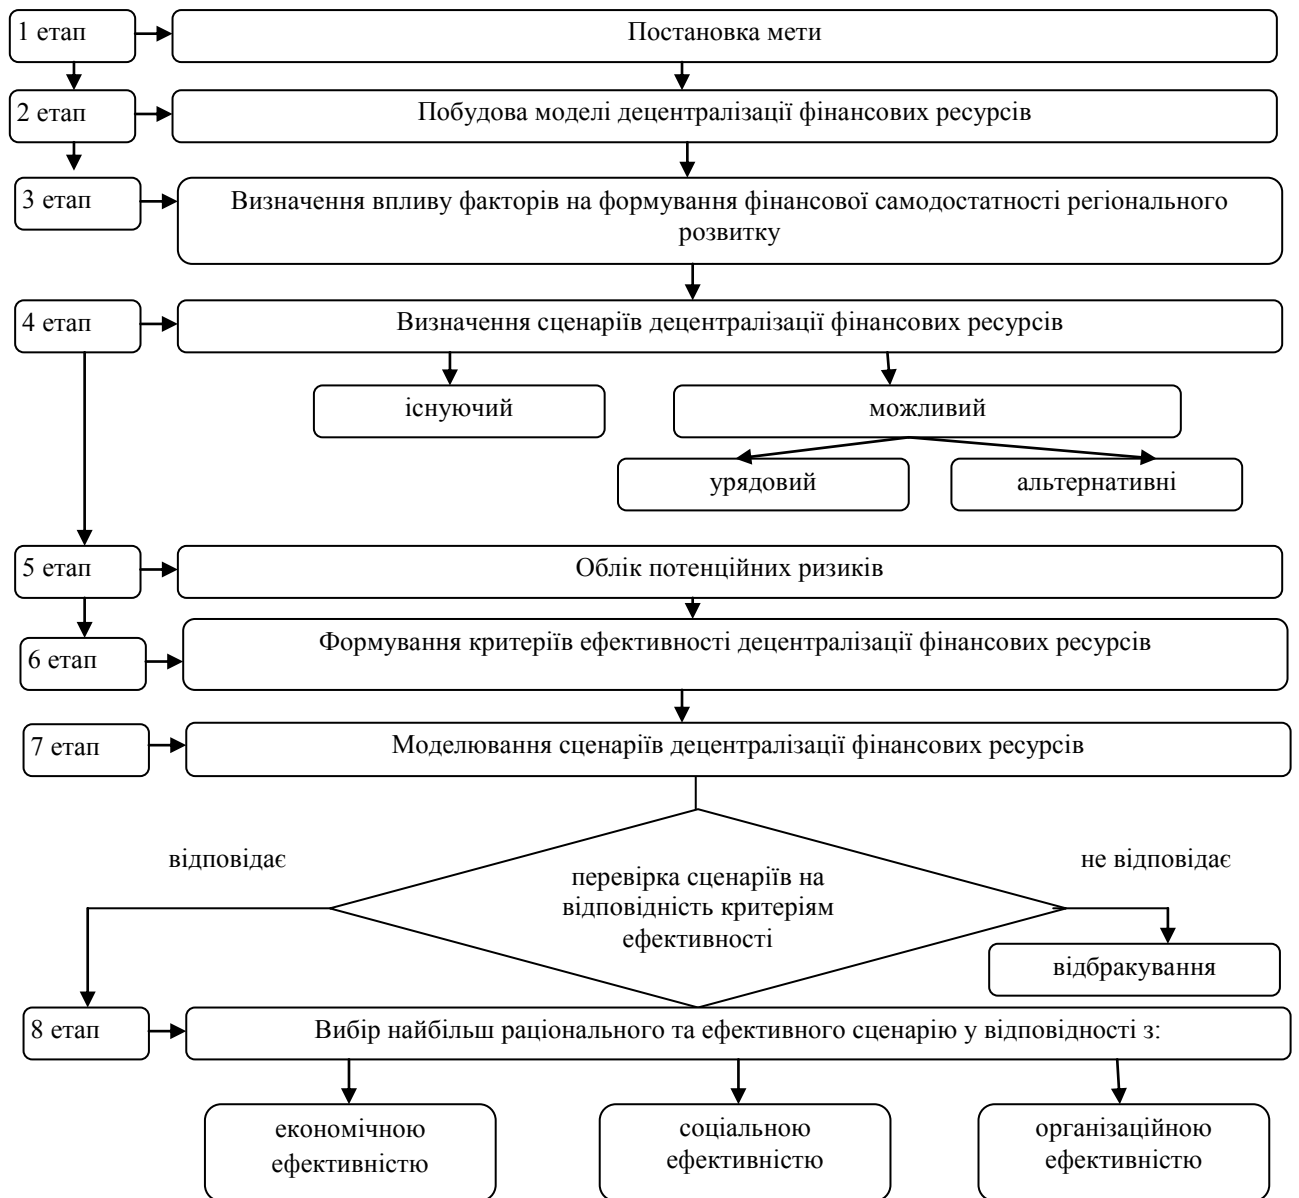 1 етап
Постановка мети
2 етап
Побудова моделі децентралізації фінансових ресурсів
3 етап
Визначення впливу факторів на формування фінансової самодостатності регіонального
розвитку
4 етап
Визначення сценаріїв децентралізації фінансових ресурсів
існуючий
можливий
урядовий
альтернативні
5 етап
Облік потенційних ризиків
6 етап
Формування критеріїв ефективності децентралізації фінансових ресурсів
7 етап
Моделювання сценаріїв децентралізації фінансових ресурсів
відповідає
не відповідає
перевірка сценаріїв на
відповідність критеріям
ефективності
відбракування
8 етап
Вибір найбільш раціонального та ефективного сценарію у відповідності з:
економічною
ефективністю
соціальною
ефективністю
організаційною
ефективністю